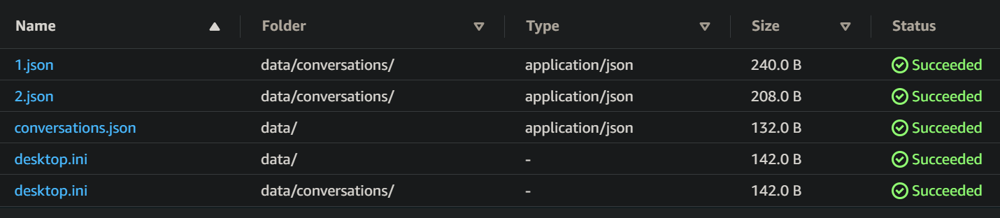 Name Folder Type Size Status
1.json data/conversations/ application/json 240.0 B Succeeded
2.json data/conversations/ application/json 208.0 B Succeeded
conversations.json data/ application/json 132.0 B Succeeded
desktop.ini data/ - 142.0 B Succeeded
desktop.ini data/conversations/ - 142.0 B Succeeded